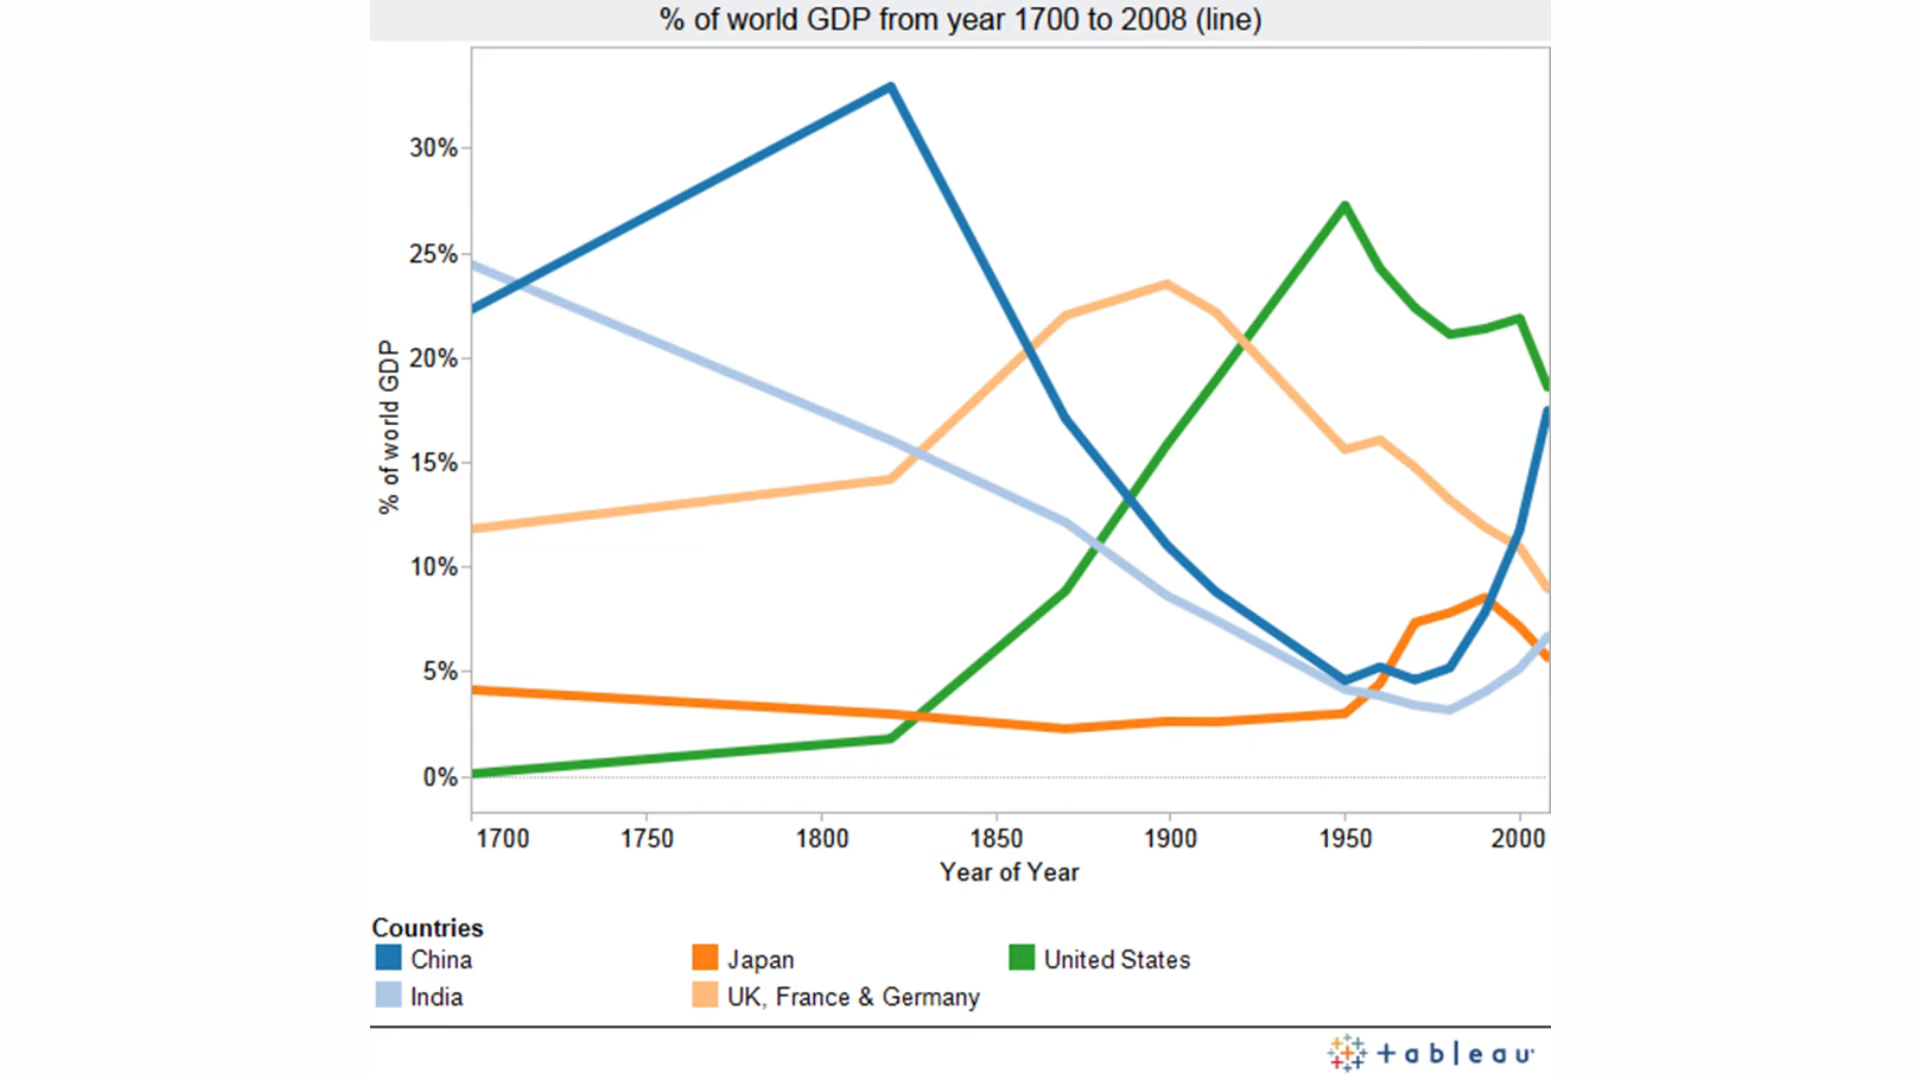 % of world GDP from year 1700 to 2008 (line)
% of world GDP
30%
25%
20%
15%
10%
5%
0%
1700 1750 1800 1850 1900 1950 2000
Year of Year
Countries
China Japan United States
India UK, France & Germany
+ableau